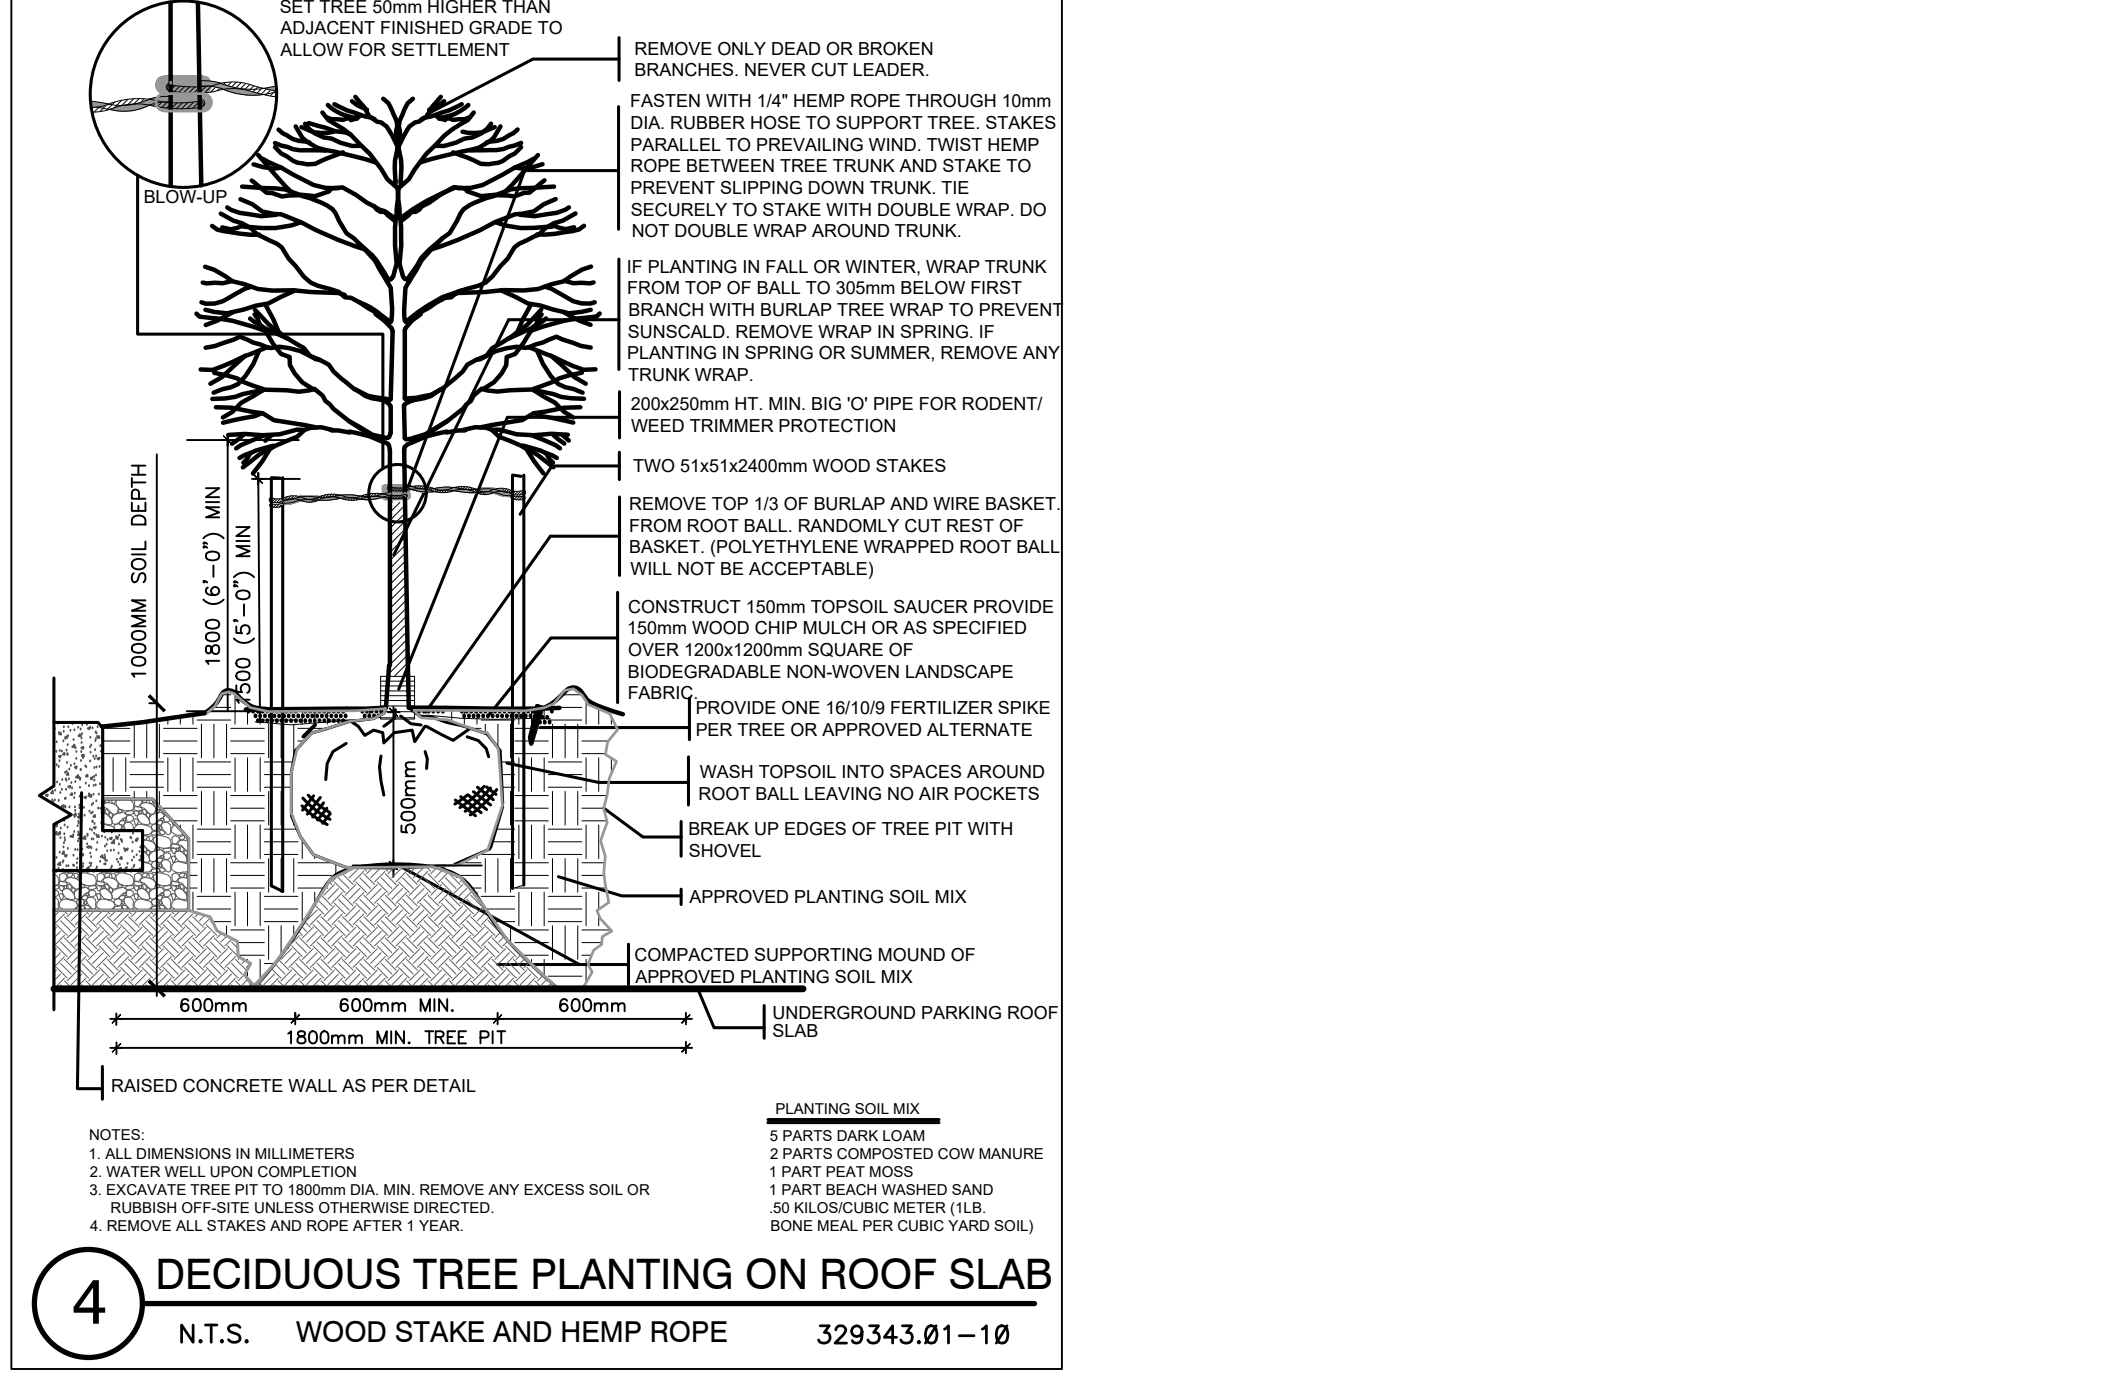 SET TREE 50mm HIGHER THAN
ADJACENT FINISHED GRADE TO
ALLOW FOR SETTLEMENT
BLOW-UP
REMOVE ONLY DEAD OR BROKEN
BRANCHES. NEVER CUT LEADER.
FASTEN WITH 1/4" HEMP ROPE THROUGH 10mm
DIA. RUBBER HOSE TO SUPPORT TREE. STAKES
PARALLEL TO PREVAILING WIND. TWIST HEMP
ROPE BETWEEN TREE TRUNK AND STAKE TO
PREVENT SLIPPING DOWN TRUNK. TIE
SECURELY TO STAKE WITH DOUBLE WRAP. DO
NOT DOUBLE WRAP AROUND TRUNK.
IF PLANTING IN FALL OR WINTER, WRAP TRUNK
FROM TOP OF BALL TO 305mm BELOW FIRST
BRANCH WITH BURLAP TREE WRAP TO PREVENT
SUNSCALD. REMOVE WRAP IN SPRING. IF
PLANTING IN SPRING OR SUMMER, REMOVE ANY
TRUNK WRAP.
200x250mm HT. MIN. BIG 'O' PIPE FOR RODENT/
WEED TRIMMER PROTECTION
TWO 51x51x2400mm WOOD STAKES
REMOVE TOP 1/3 OF BURLAP AND WIRE BASKET.
FROM ROOT BALL. RANDOMLY CUT REST OF
BASKET. (POLYETHYLENE WRAPPED ROOT BALL
WILL NOT BE ACCEPTABLE)
CONSTRUCT 150mm TOPSOIL SAUCER PROVIDE
150mm WOOD CHIP MULCH OR AS SPECIFIED
OVER 1200x1200mm SQUARE OF
BIODEGRADABLE NON-WOVEN LANDSCAPE
FABRIC.
PROVIDE ONE 16/10/9 FERTILIZER SPIKE
PER TREE OR APPROVED ALTERNATE
WASH TOPSOIL INTO SPACES AROUND
ROOT BALL LEAVING NO AIR POCKETS
BREAK UP EDGES OF TREE PIT WITH
SHOVEL
APPROVED PLANTING SOIL MIX
COMPACTED SUPPORTING MOUND OF
APPROVED PLANTING SOIL MIX
UNDERGROUND PARKING ROOF
SLAB
1000MM SOIL DEPTH
1800 (6'-0") MIN
500 (5'-0") MIN
500mm
600mm
600mm MIN.
600mm
1800mm MIN. TREE PIT
RAISED CONCRETE WALL AS PER DETAIL
NOTES:
1. ALL DIMENSIONS IN MILLIMETERS
2. WATER WELL UPON COMPLETION
3. EXCAVATE TREE PIT TO 1800mm DIA. MIN. REMOVE ANY EXCESS SOIL OR
RUBBISH OFF-SITE UNLESS OTHERWISE DIRECTED.
4. REMOVE ALL STAKES AND ROPE AFTER 1 YEAR.
PLANTING SOIL MIX
5 PARTS DARK LOAM
2 PARTS COMPOSTED COW MANURE
1 PART PEAT MOSS
1 PART BEACH WASHED SAND
.50 KILOS/CUBIC METER (1LB.
BONE MEAL PER CUBIC YARD SOIL)
4
DECIDUOUS TREE PLANTING ON ROOF SLAB
N.T.S.
WOOD STAKE AND HEMP ROPE
329343.01-10